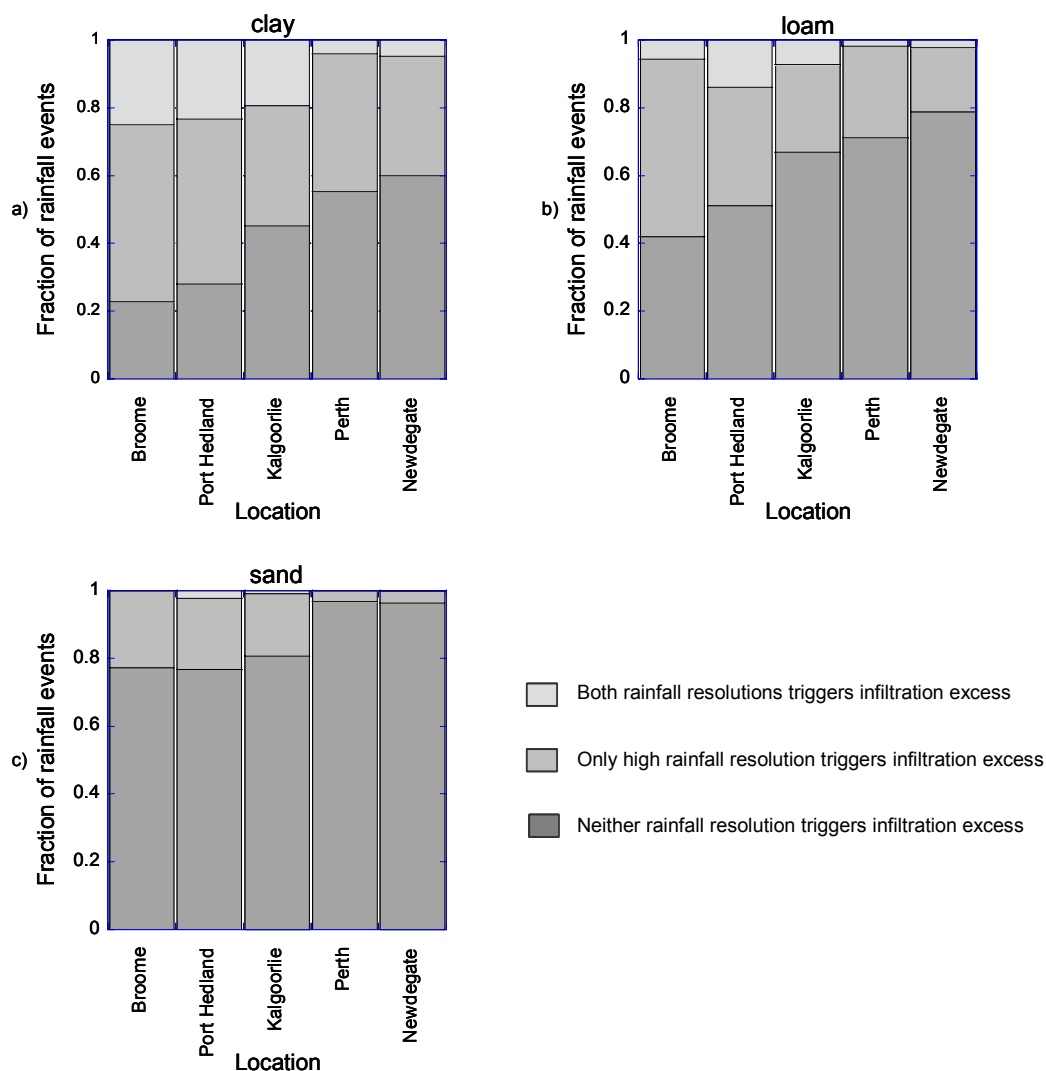 clay
a)
Fraction of rainfall events
1
0.8
0.6
0.4
0.2
0
Broome
Port Hedland
Kalgoorlie
Perth
Newdegate
Location
loam
b)
Fraction of rainfall events
1
0.8
0.6
0.4
0.2
0
Broome
Port Hedland
Kalgoorlie
Perth
Newdegate
Location
sand
c)
Fraction of rainfall events
1
0.8
0.6
0.4
0.2
0
Broome
Port Hedland
Kalgoorlie
Perth
Newdegate
Location
Both rainfall resolutions triggers infiltration excess
Only high rainfall resolution triggers infiltration excess
Neither rainfall resolution triggers infiltration excess